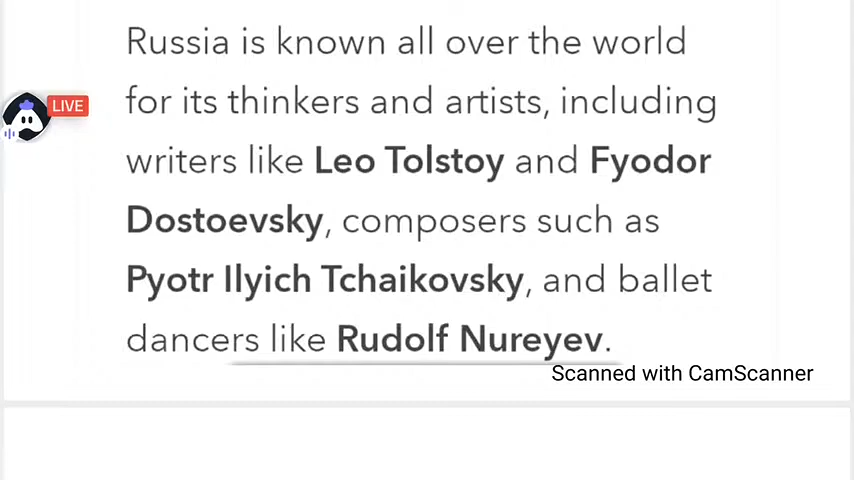 Russia is known all over the world
LIVE
for its thinkers and artists, including
writers like Leo Tolstoy and Fyodor
Dostoevsky, composers such as
Pyotr Ilyich Tchaikovsky, and ballet
dancers like Rudolf Nureyev.
Scanned with CamScanner